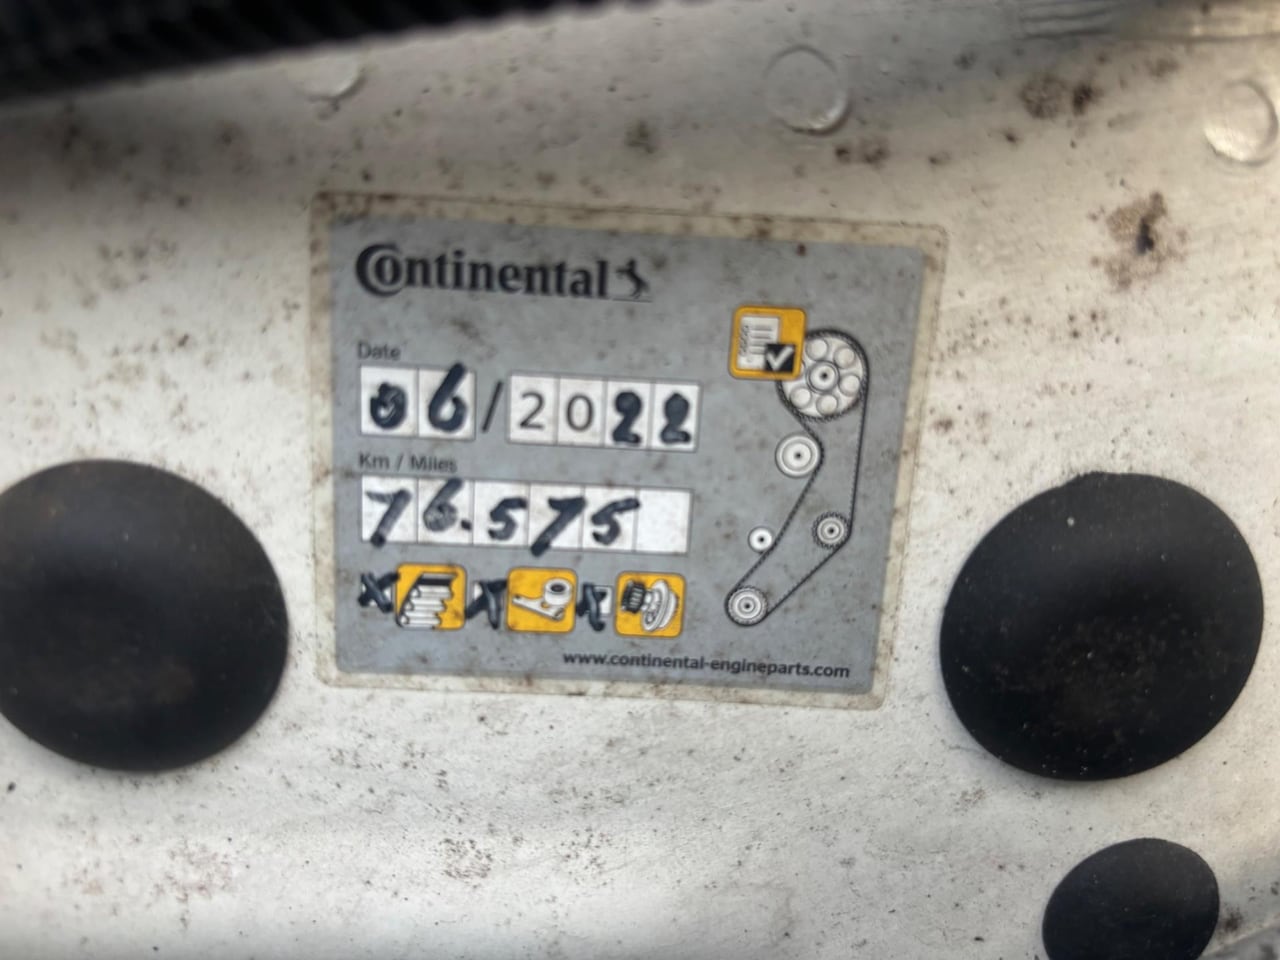 Continental
Date
06/2022
Km / Miles
76.575
x x x
www.continental-engineparts.com